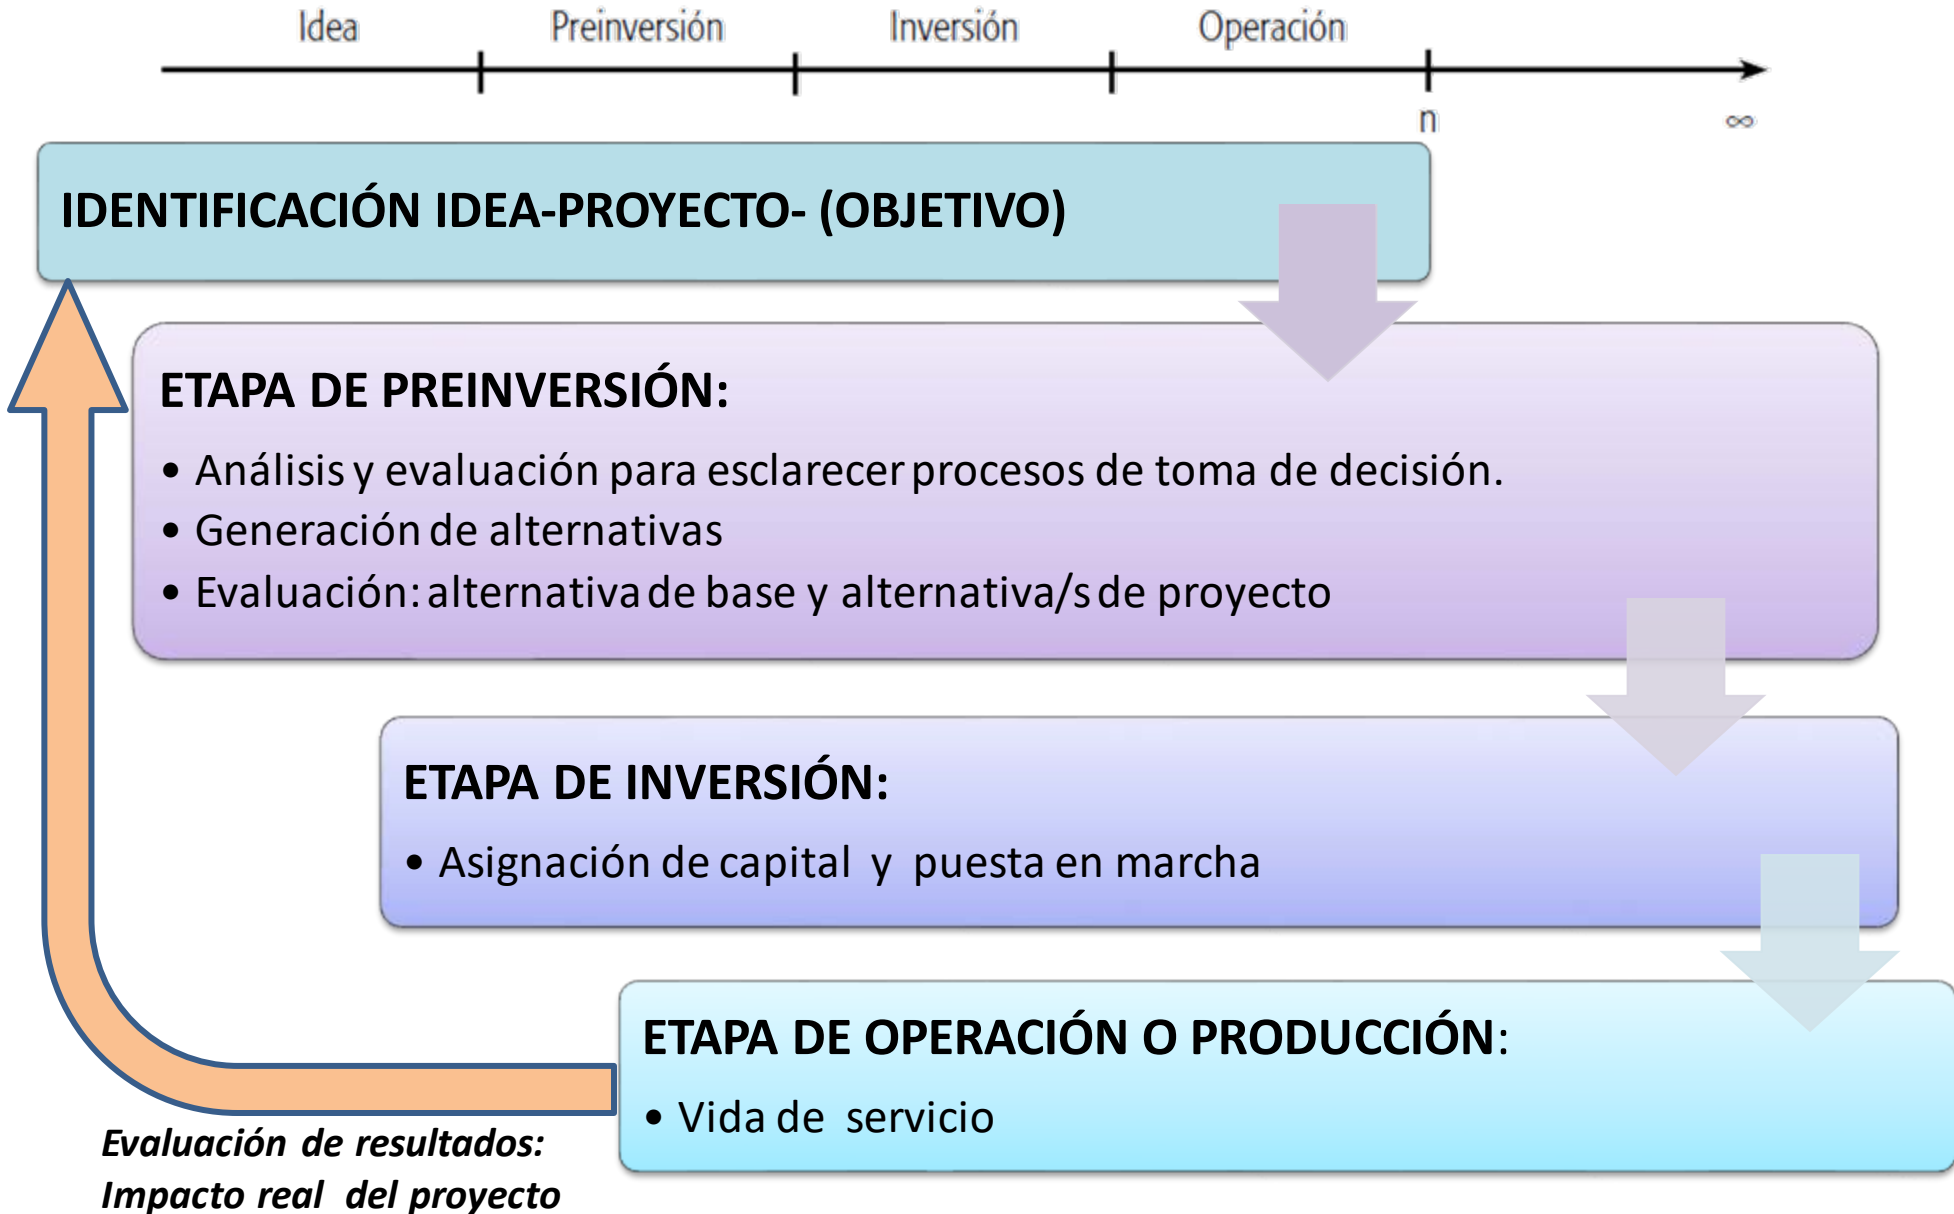 Idea Preinversión Inversión Operación
n ∞
IDENTIFICACIÓN IDEA-PROYECTO- (OBJETIVO)
ETAPA DE PREINVERSIÓN:
• Análisis y evaluación para esclarecer procesos de toma de decisión.
• Generación de alternativas
• Evaluación: alternativa de base y alternativa/s de proyecto
ETAPA DE INVERSIÓN:
• Asignación de capital y puesta en marcha
ETAPA DE OPERACIÓN O PRODUCCIÓN:
• Vida de servicio
Evaluación de resultados:
Impacto real del proyecto